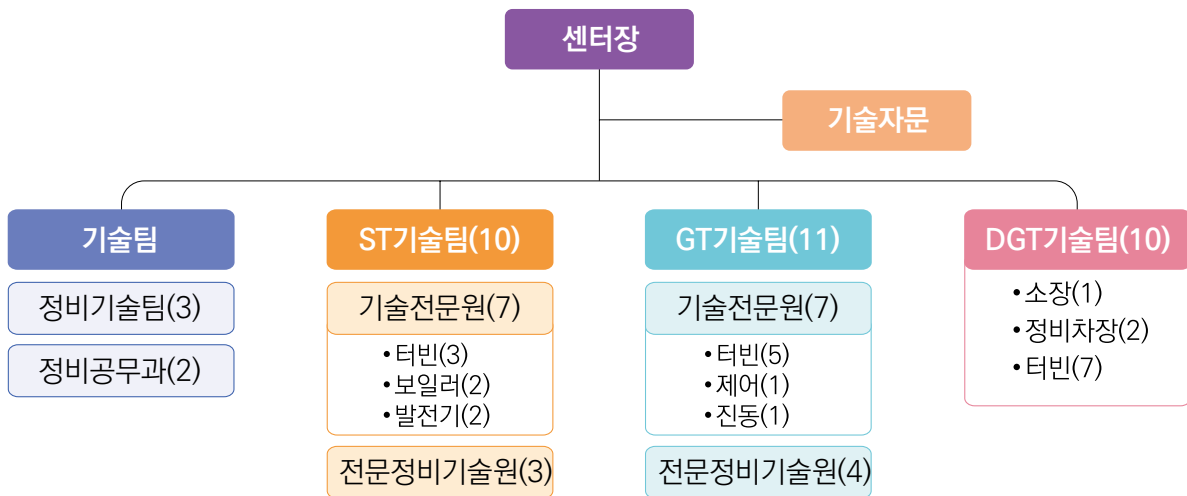 센터장
기술자문
기술팀
정비기술팀(3)
정비공무과(2)
ST기술팀(10)
기술전문원(7)
•터빈(3)
•보일러(2)
•발전기(2)
전문정비기술원(3)
GT기술팀(11)
기술전문원(7)
•터빈(5)
•제어(1)
•진동(1)
전문정비기술원(4)
DGT기술팀(10)
•소장(1)
•정비차장(2)
•터빈(7)